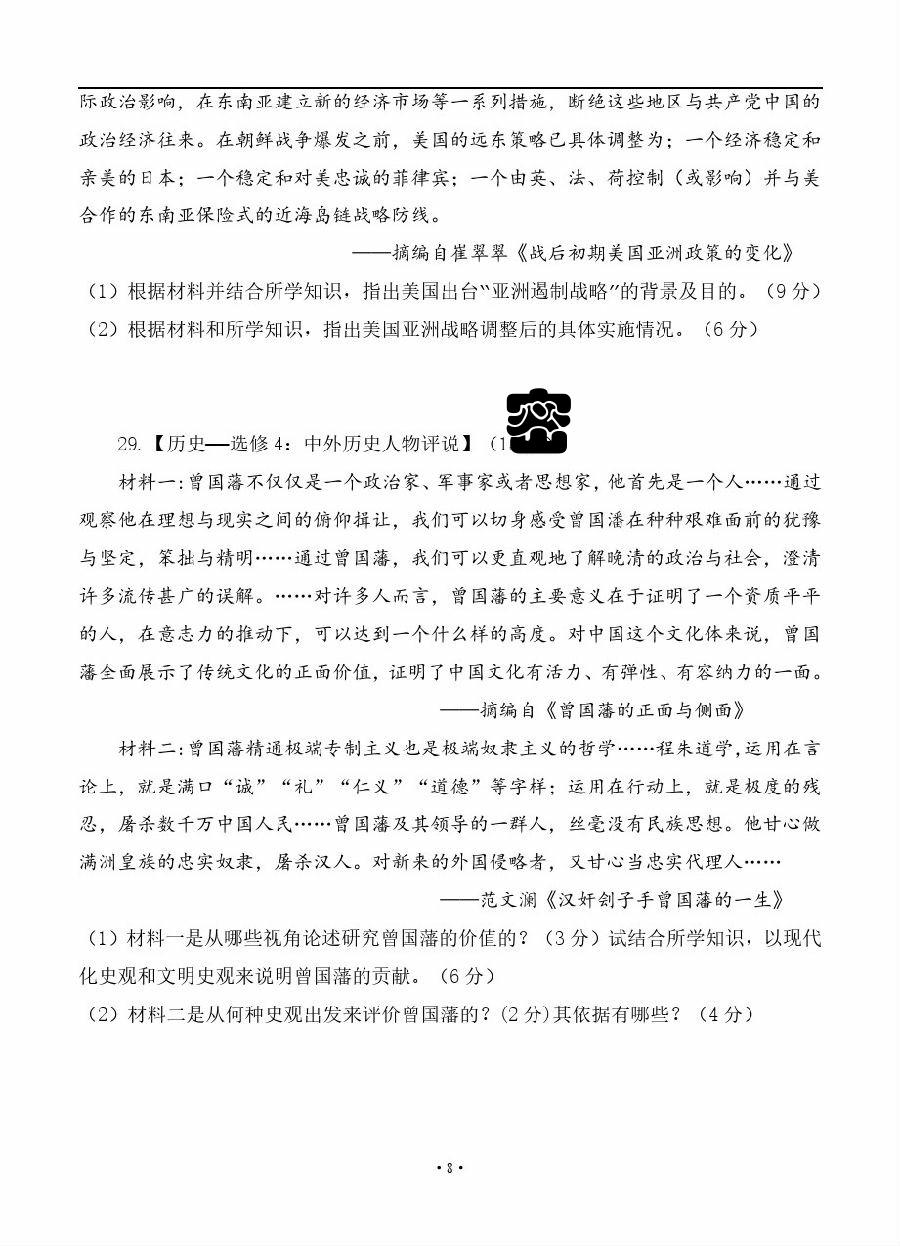 际政治影响，在东南亚建立新的经济市场等一系列措施，断绝这些地区与共产党中国的
政治经济往来。在朝鲜战争爆发之前，美国的远东策略已具体调整为；一个经济稳定和
亲美的日本；一个稳定和对美忠诚的菲律宾；一个由英、法、荷控制（或影响）并与美
合作的东南亚保险式的近海岛链战略防线。
——摘编自崔翠翠《战后初期美国亚洲政策的变化》
（1）根据材料并结合所学知识，指出美国出台“亚洲遏制战略”的背景及目的。（9分）
（2）根据材料和所学知识，指出美国亚洲战略调整后的具体实施情况。（6分）
29.【历史——选修4：中外历史人物评说】（1
材料一：曾国藩不仅仅是一个政治家、军事家或者思想家，他首先是一个人……通过
观察他在理想与现实之间的俯仰揖让，我们可以切身感受曾国潘在种种艰难面前的犹豫
与坚定，笨拙与精明……通过曾国藩，我们可以更直观地了解晚清的政治与社会，澄清
许多流传甚广的误解。……对许多人而言，曾国藩的主要意义在于证明了一个资质平平
的人，在意志力的推动下，可以达到一个什么样的高度。对中国这个文化体来说，曾国
藩全面展示了传统文化的正面价值，证明了中国文化有活力、有弹性、有容纳力的一面。
——摘编自《曾国藩的正面与侧面》
材料二：曾国藩精通极端专制主义也是极端奴隶主义的哲学……程朱道学，运用在言
论上，就是满口“诚”“礼”“仁义”“道德”等字样；运用在行动上，就是极度的残
忍，屠杀数千万中国人民……曾国藩及其领导的一群人，丝毫没有民族思想。他甘心做
满洲皇族的忠实奴隶，屠杀汉人。对新来的外国侵略者，又甘心当忠实代理人……
——范文澜《汉奸刽子手曾国藩的一生》
（1）材料一是从哪些视角论述研究曾国藩的价值的？（3分）试结合所学知识，以现代
化史观和文明史观来说明曾国藩的贡献。（6分）
（2）材料二是从何种史观出发来评价曾国藩的？(2分)其依据有哪些？（4分）
·8·